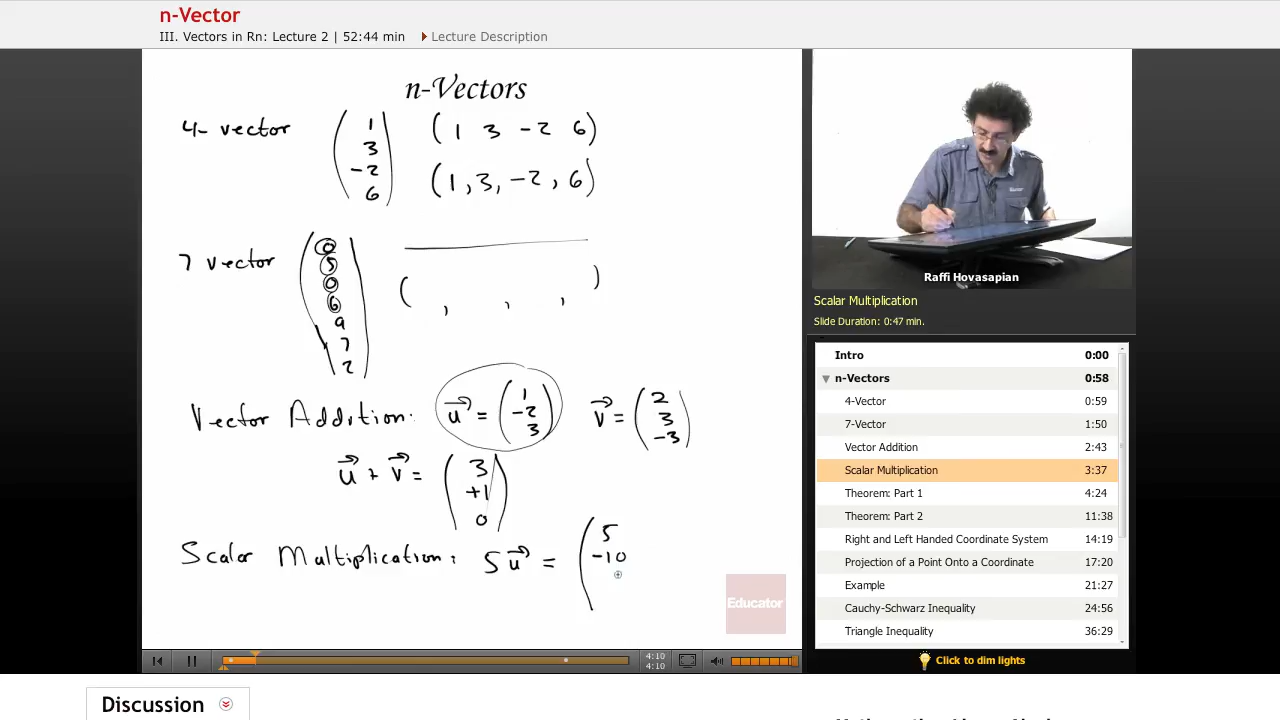 n-Vector
III. Vectors in Rn: Lecture 2 | 52:44 min Lecture Description
n-Vectors
4- vector ( 1 3 -2 6 ) ( 1 3 -2 6 )
( 1 , 3 , -2 , 6 )
7 vector ( 0 5 0 6 9 7 2 ) ( , , , )
Vector Addition: u = ( 1 -2 3 ) v = ( 2 3 -3 )
u + v = ( 3 +1 0 )
Scalar Multiplication: 5 u = ( 5 -10
Educator
Raffi Hovasapian
Scalar Multiplication
Slide Duration: 0:47 min.
Intro 0:00
n-Vectors 0:58
4-Vector 0:59
7-Vector 1:50
Vector Addition 2:43
Scalar Multiplication 3:37
Theorem: Part 1 4:24
Theorem: Part 2 11:38
Right and Left Handed Coordinate System 14:19
Projection of a Point Onto a Coordinate 17:20
Example 21:27
Cauchy-Schwarz Inequality 24:56
Triangle Inequality 36:29
4:10
4:10
Click to dim lights
Discussion